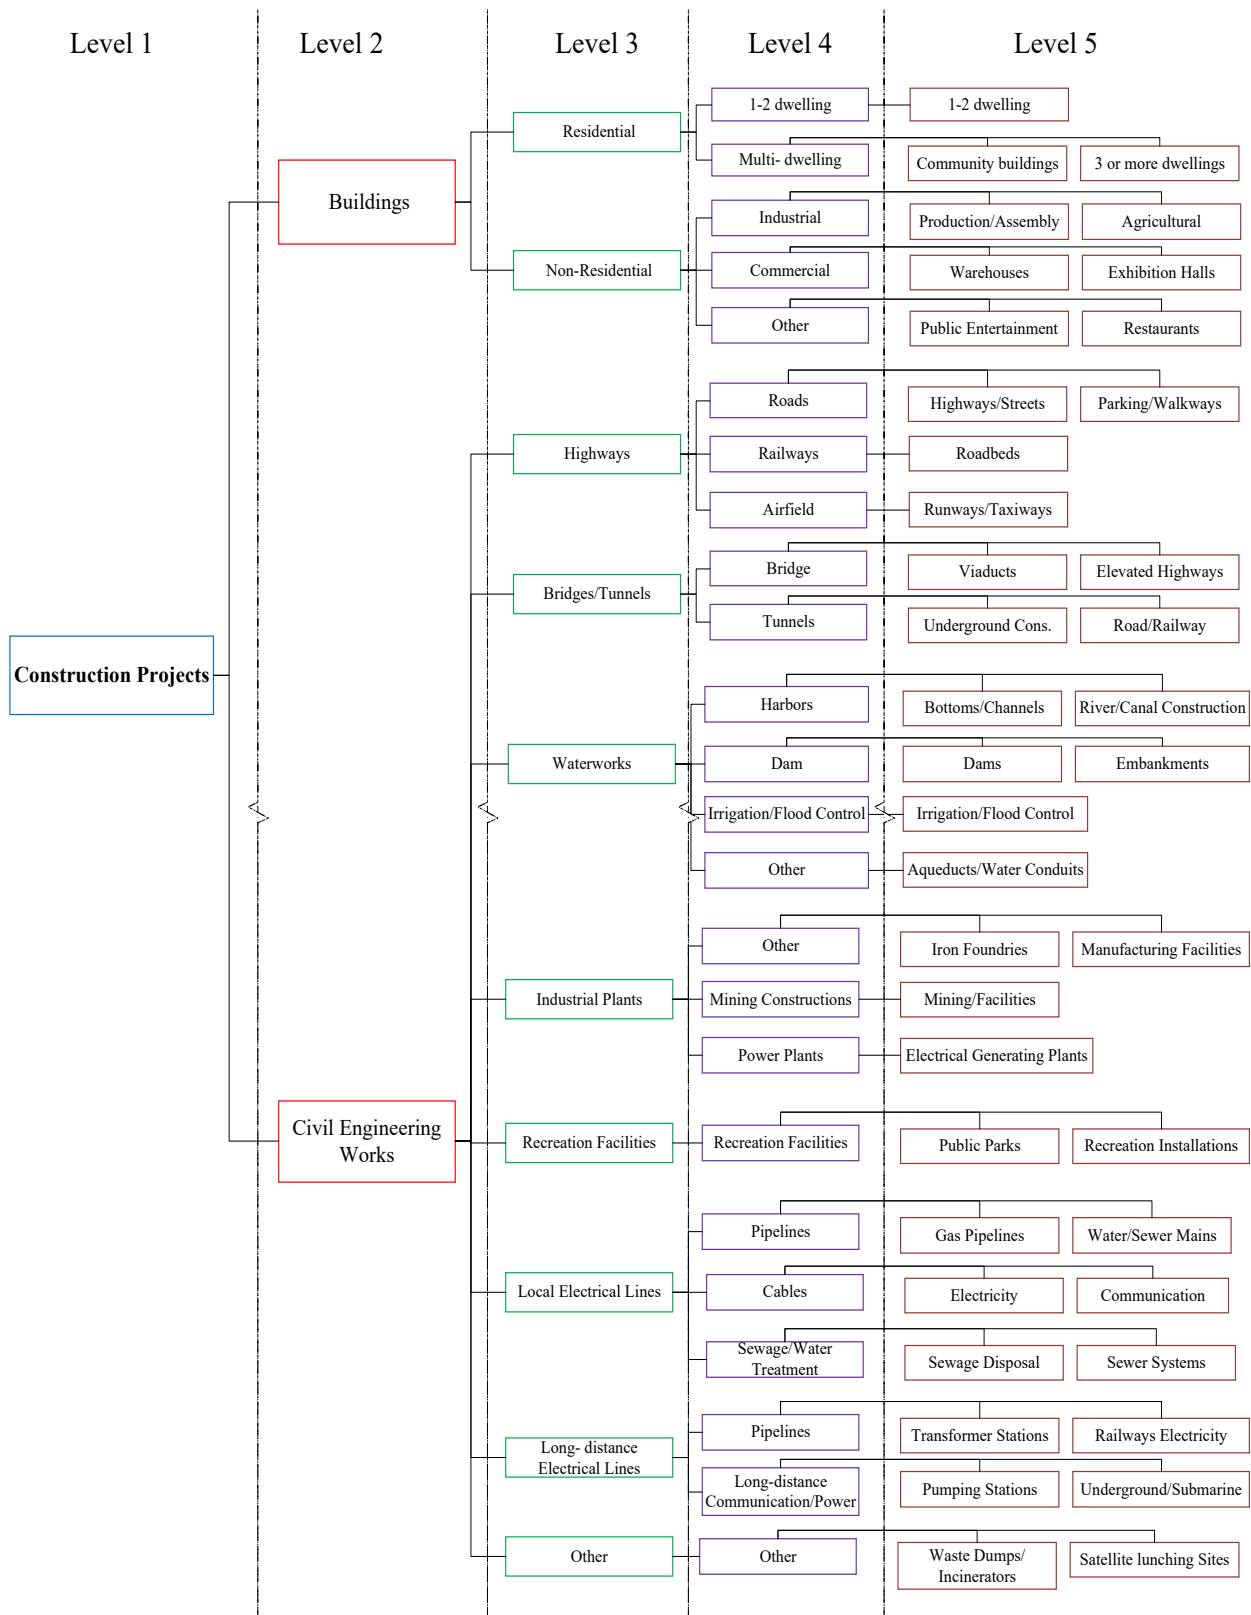 Level 1
Level 2
Level 3
Level 4
Level 5
1-2 dwelling
1-2 dwelling
Residential
Multi- dwelling
Community buildings
3 or more dwellings
Buildings
Industrial
Production/Assembly
Agricultural
Non-Residential
Commercial
Warehouses
Exhibition Halls
Other
Public Entertainment
Restaurants
Roads
Highways/Streets
Parking/Walkways
Highways
Railways
Roadbeds
Airfield
Runways/Taxiways
Bridge
Viaducts
Elevated Highways
Bridges/Tunnels
Tunnels
Underground Cons.
Road/Railway
Construction Projects
Harbors
Bottoms/Channels
River/Canal Construction
Waterworks
Dam
Dams
Embankments
Irrigation/Flood Control
Irrigation/Flood Control
Other
Aqueducts/Water Conduits
Other
Iron Foundries
Manufacturing Facilities
Industrial Plants
Mining Constructions
Mining/Facilities
Power Plants
Electrical Generating Plants
Civil Engineering
Works
Recreation Facilities
Recreation Facilities
Public Parks
Recreation Installations
Pipelines
Gas Pipelines
Water/Sewer Mains
Local Electrical Lines
Cables
Electricity
Communication
Sewage/Water
Treatment
Sewage Disposal
Sewer Systems
Pipelines
Transformer Stations
Railways Electricity
Long- distance
Electrical Lines
Long-distance
Communication/Power
Pumping Stations
Underground/Submarine
Other
Other
Waste Dumps/
Incinerators
Satellite lunching Sites